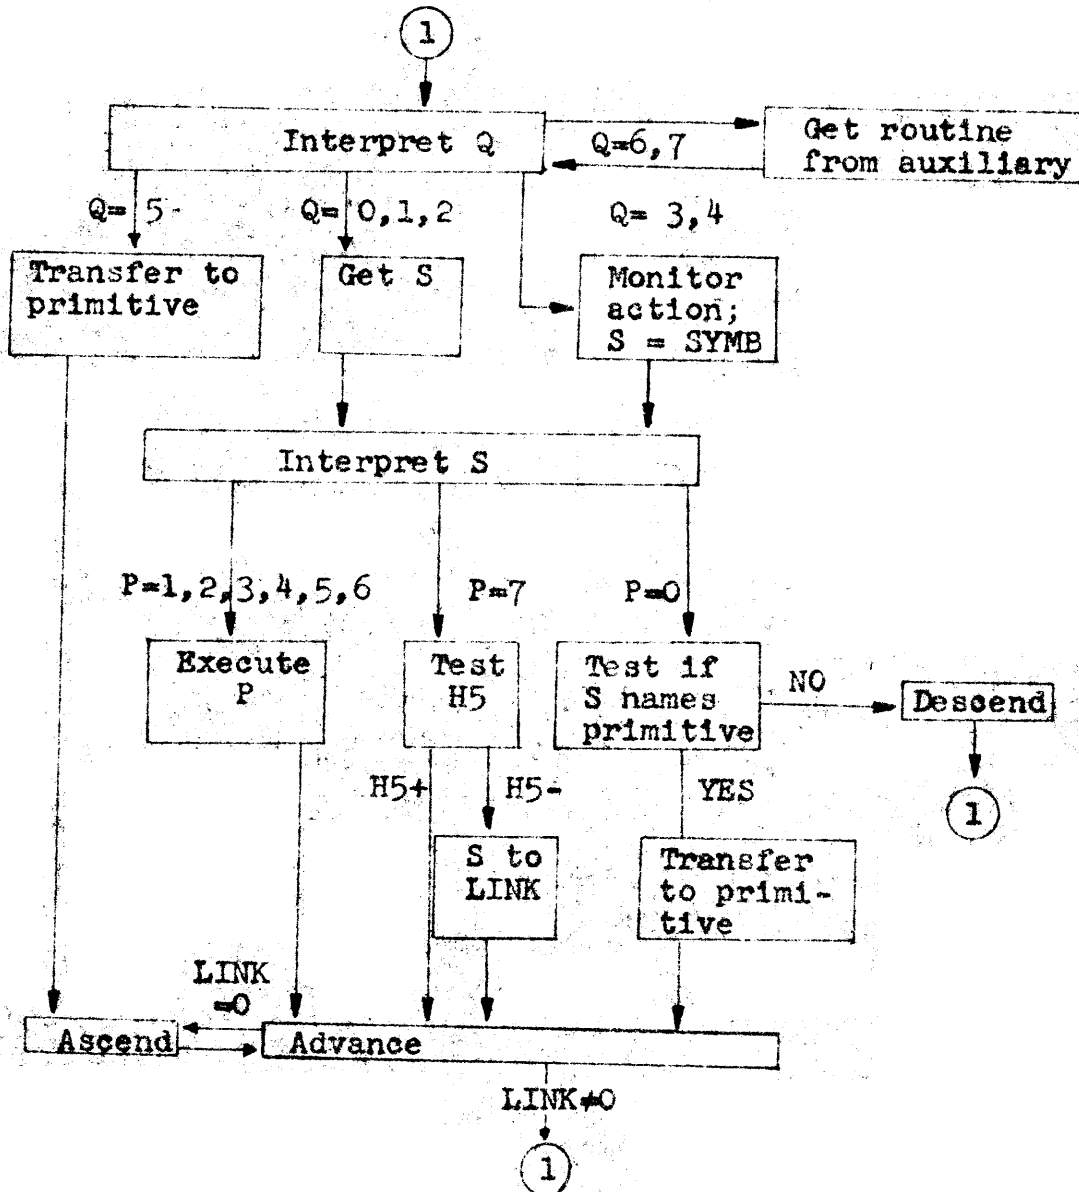 1
Interpret Q
Q=6,7
Get routine
from auxiliary
Q= 5
Q= 0,1,2
Q= 3,4
Transfer to
primitive
Get S
Monitor
action;
S = SYMB
Interpret S
P=1,2,3,4,5,6
P=7
P=0
Execute
P
Test
H5
Test if
S names
primitive
NO
Descend
1
H5+
H5-
YES
S to
LINK
Transfer
to primi-
tive
LINK
=0
Ascend
Advance
LINK≠0
1